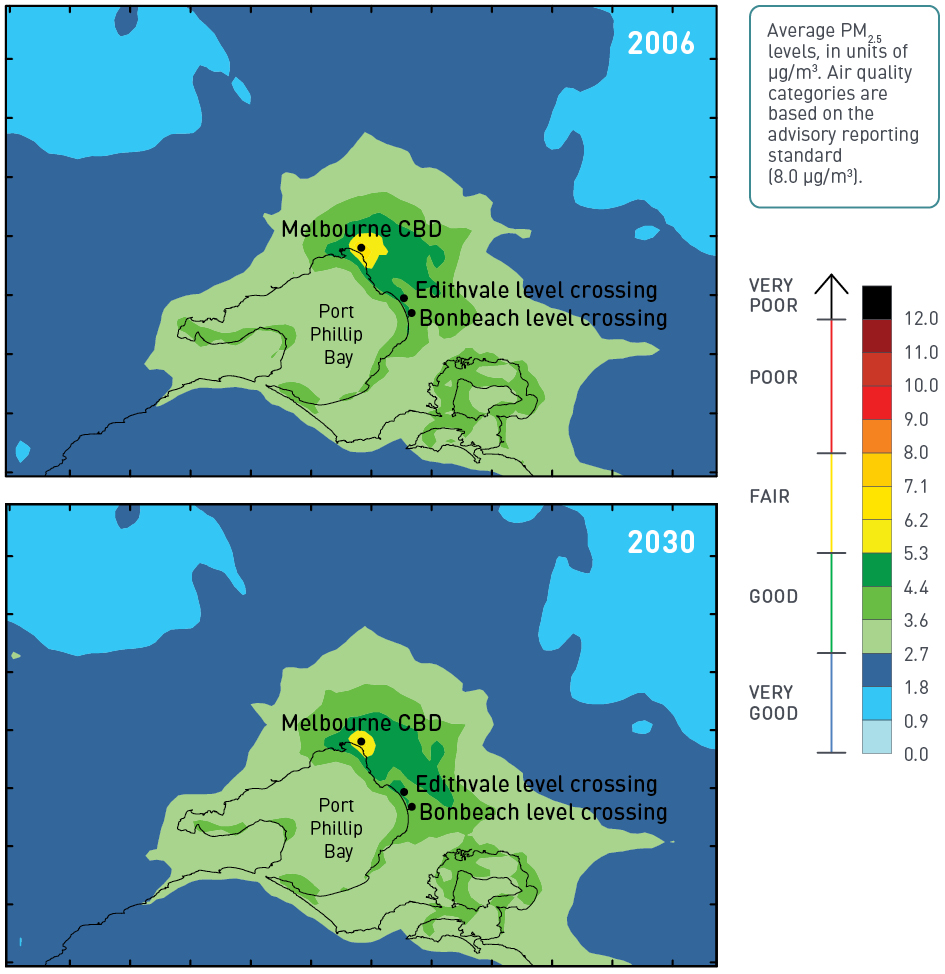 2006
Melbourne CBD
Edithvale level crossing
Bonbeach level crossing
Port
Phillip
Bay
2030
Melbourne CBD
Edithvale level crossing
Bonbeach level crossing
Port
Phillip
Bay
Average PM2.5
levels, in units of
µg/m³. Air quality
categories are
based on the
advisory reporting
standard
(8.0 µg/m³).
VERY
POOR
POOR
FAIR
GOOD
VERY
GOOD
12.0
11.0
10.0
9.0
8.0
7.1
6.2
5.3
4.4
3.6
2.7
1.8
0.9
0.0